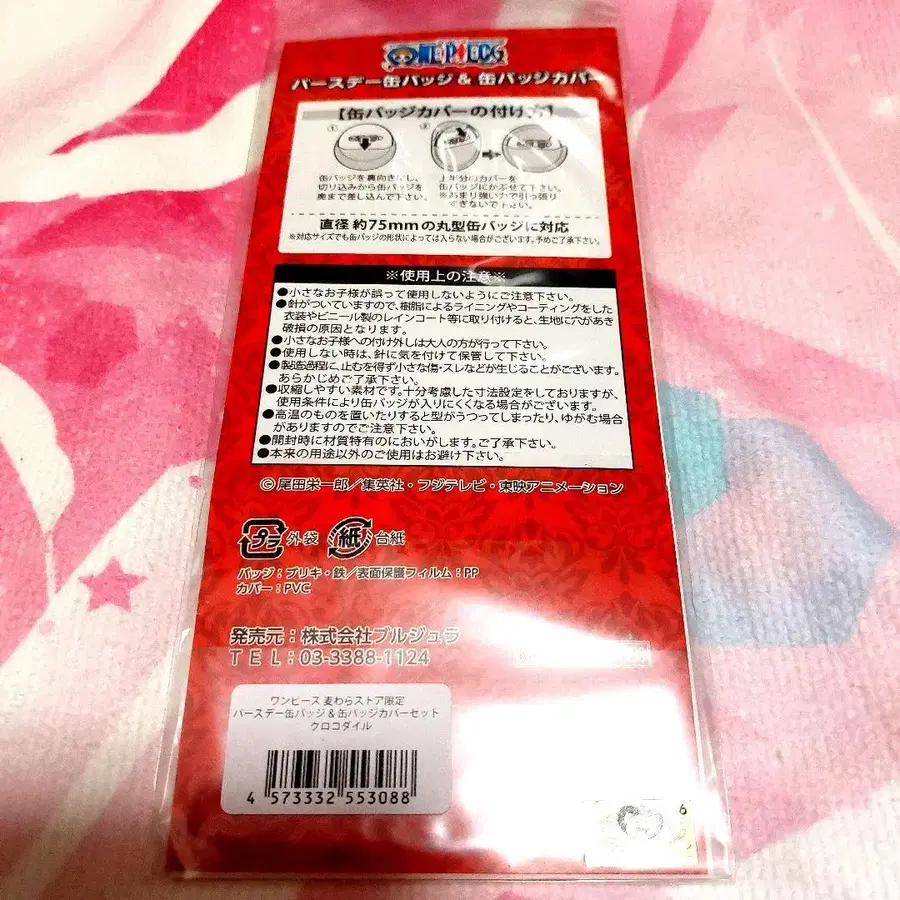 ONE PIECE
バースデー缶バッジ & 缶バッジカバー
【缶バッジカバーの付け方】
①
缶バッジを裏向きにし、
切り込みから缶バッジを
奥まで差し込んで下さい。
②
上半分のカバーを
缶バッジにかぶせて下さい。
※あまり強い力で引っ張り
すぎないで下さい。
直径 約75mmの丸型缶バッジに対応
※対応サイズでも缶バッジの形状によっては入らない場合がございます。予めご了承下さい。
※使用上の注意※
●小さなお子様が誤って使用しないようにご注意下さい。
●針がついていますので、樹脂によるライニングやコーティングをした
衣装やビニール製のレインコート等に取り付けると、生地に穴があき
破損の原因となります。
●小さなお子様への付け外しは大人の方が行って下さい。
●使用しない時は、針に気を付けて保管して下さい。
●製造過程に、止むを得ず小さな傷・スレなどが生じることがございます。
あらかじめご了承下さい。
●収縮しやすい素材です。十分考慮した寸法設定をしておりますが、
使用条件により缶バッジが入りにくくなる場合がございます。
●高温のものを置いたりすると型がうつってしまったり、ゆがむ場合
がありますのでご注意下さい。
●開封時に材質特有のにおいがします。ご了承下さい。
●本来の用途以外のご使用はお避け下さい。
©尾田栄一郎/集英社・フジテレビ・東映アニメーション
プラ 外袋 紙 台紙
バッジ：ブリキ・鉄/表面保護フィルム：PP
カバー：PVC
発売元：株式会社ブルジュラ
TEL：03-3388-1124
ワンピース 麦わらストア限定
バースデー缶バッジ & 缶バッジカバーセット
クロコダイル
4 573332 553088
6